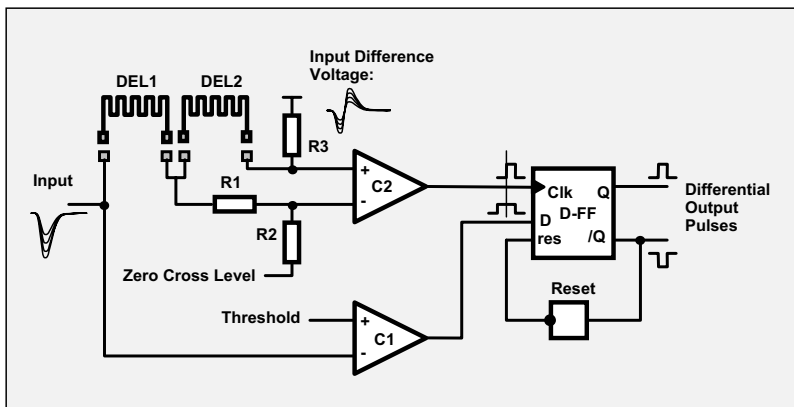 Input Difference
Voltage:
DEL1
DEL2
R3
Input
R1
+
-
C2
R2
Zero Cross Level
Clk
Q
D
D-FF
res
/Q
Differential
Output
Pulses
Reset
Threshold
+
-
C1